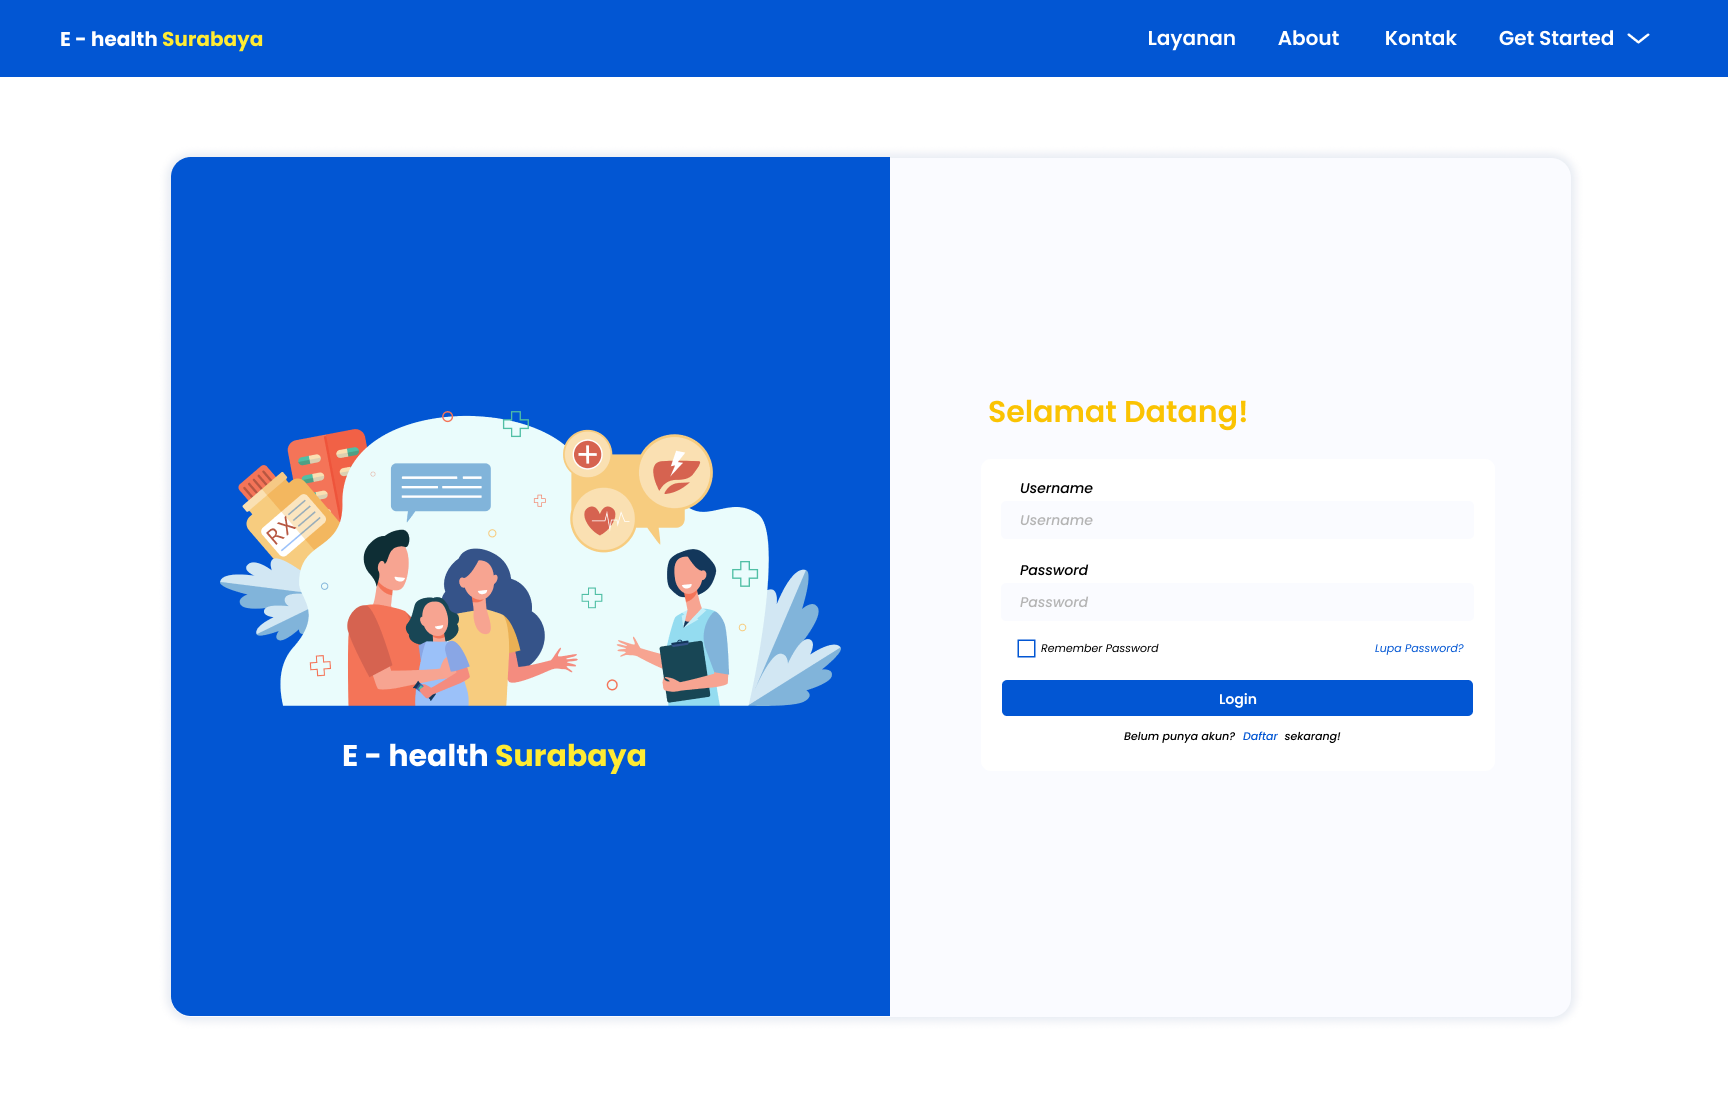 E - health Surabaya
Layanan About Kontak Get Started
RX
E - health Surabaya
Selamat Datang!
Username
Username
Password
Password
Remember Password Lupa Password?
Login
Belum punya akun? Daftar sekarang!